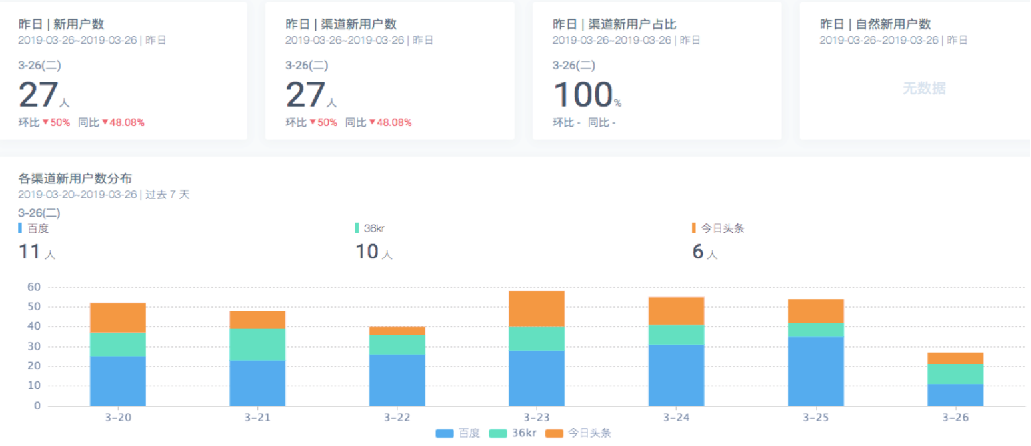 昨日 | 新用户数
2019-03-26~2019-03-26 | 昨日
3-26(二)
27人
环比▼50% 同比▼48.08%
昨日 | 渠道新用户数
2019-03-26~2019-03-26 | 昨日
3-26(二)
27人
环比▼50% 同比▼48.08%
昨日 | 渠道新用户占比
2019-03-26~2019-03-26 | 昨日
3-26(二)
100%
环比 - 同比 -
昨日 | 自然新用户数
2019-03-26~2019-03-26 | 昨日
无数据
各渠道新用户数分布
2019-03-20~2019-03-26 | 过去 7 天
3-26(二)
百度
11 人
36kr
10 人
今日头条
6 人
60
50
40
30
20
10
0
3-20 3-21 3-22 3-23 3-24 3-25 3-26
百度 36kr 今日头条